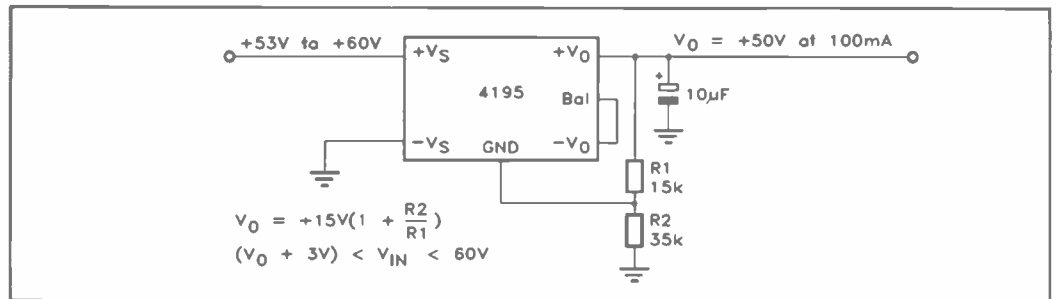 +53V to +60V
+VS
+VO
VO = +50V at 100mA
4195
Bal
+
10µF
-VS
GND
-VO
R1
15k
VO = +15V(1 + R2/R1)
R2
35k
(VO + 3V) < VIN < 60V